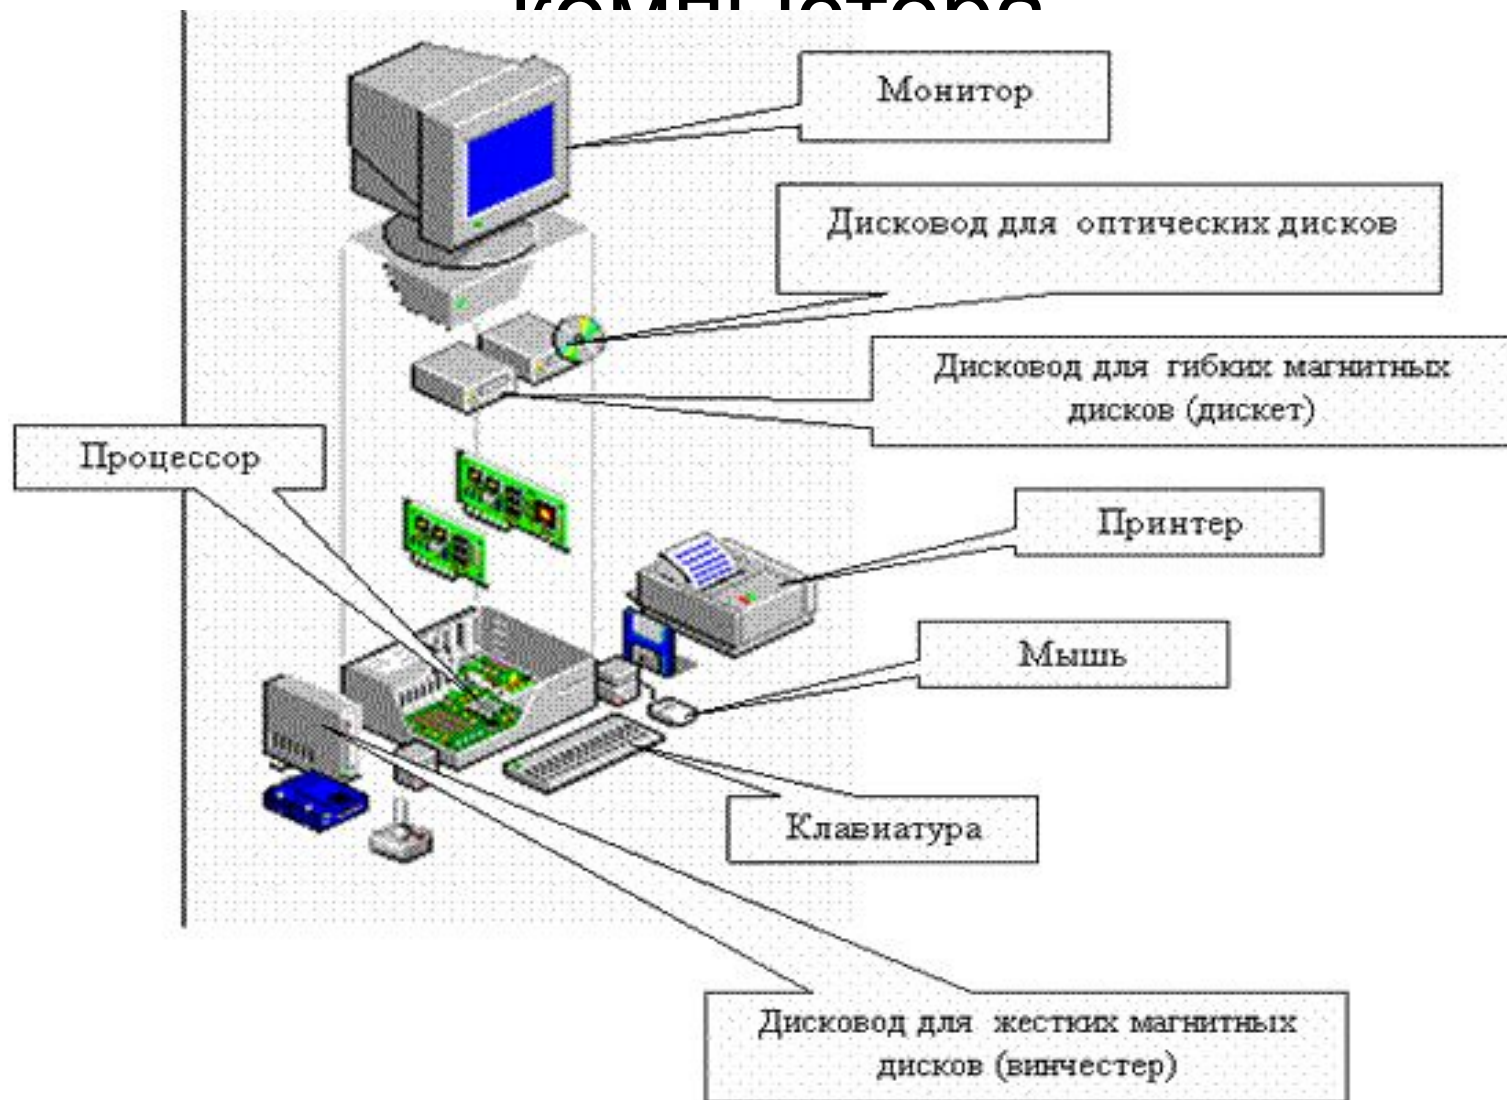 компьютера
Монитор
Дисковод для оптических дисков
Дисковод для гибких магнитных
дисков (дискет)
Процессор
Принтер
Мышь
Клавиатура
Дисковод для жестких магнитных
дисков (винчестер)